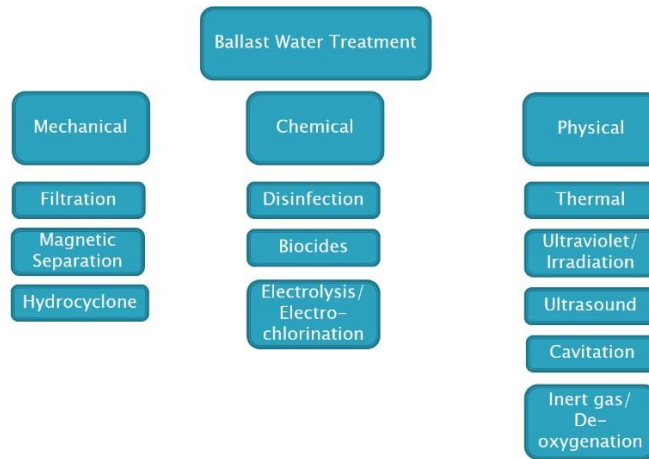 Ballast Water Treatment
Mechanical
Filtration
Magnetic
Separation
Hydrocyclone
Chemical
Disinfection
Biocides
Electrolysis/
Electro-
chlorination
Physical
Thermal
Ultraviolet/
Irradiation
Ultrasound
Cavitation
Inert gas/
De-
oxygenation